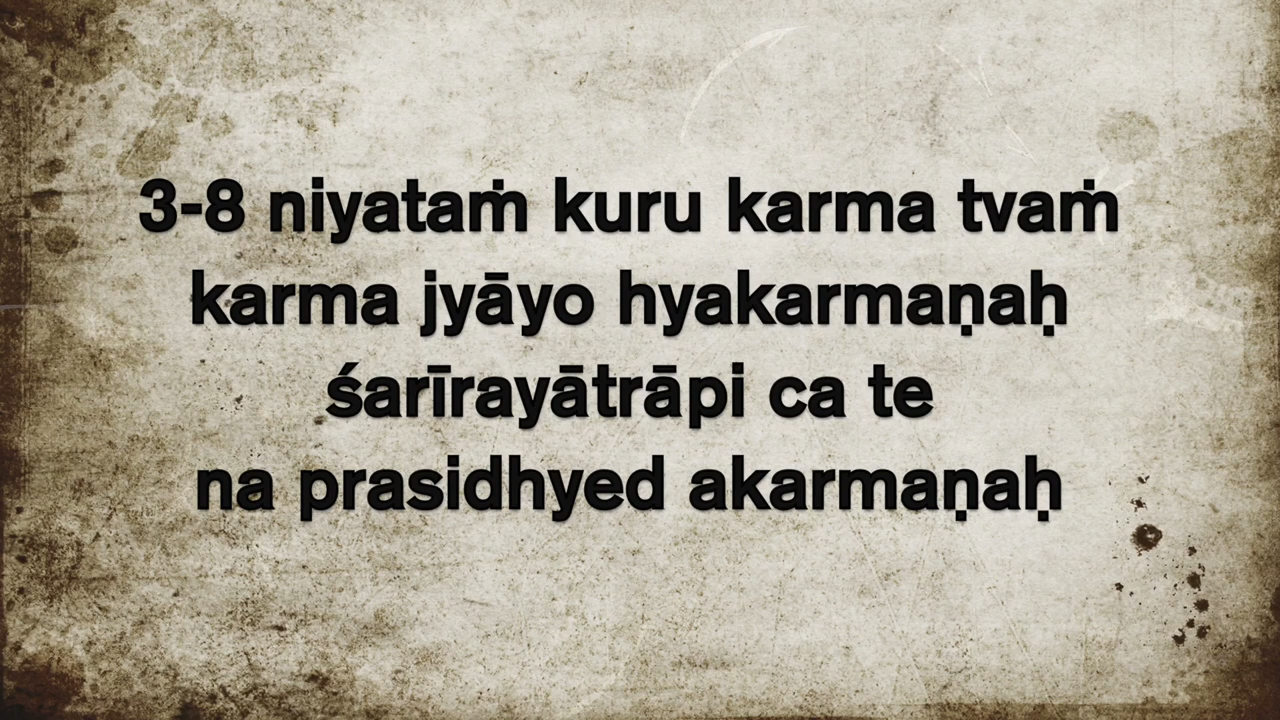 3-8 niyataṁ kuru karma tvaṁ
karma jyāyo hyakarmaṇaḥ
śarīrayātrāpi ca te
na prasidhyed akarmaṇaḥ